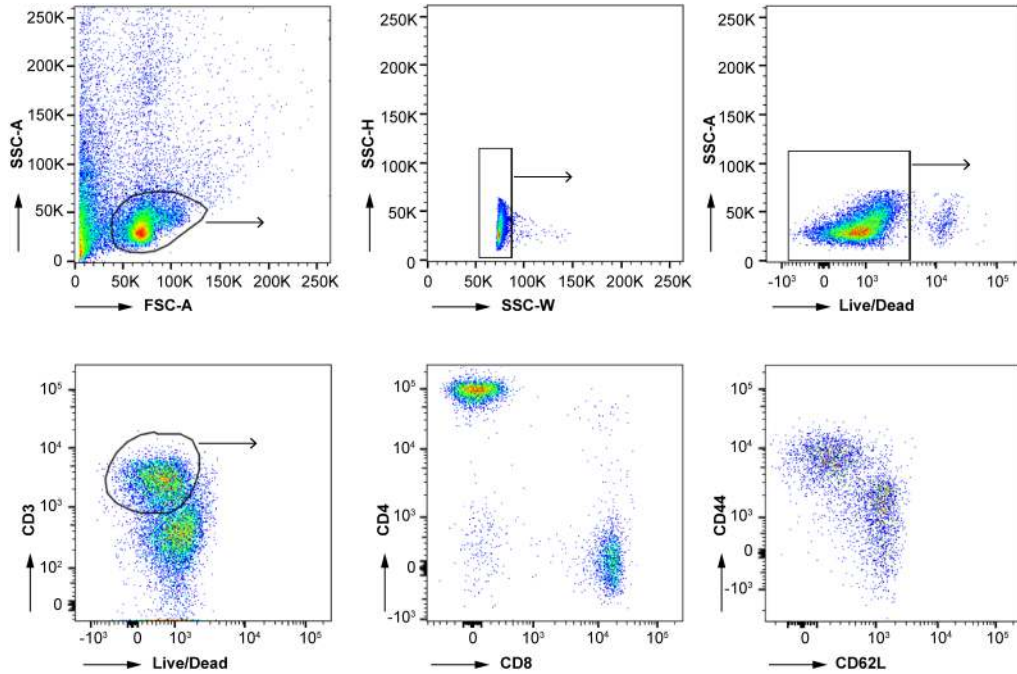 250K
200K
150K
100K
50K
0
SSC-A
0 50K 100K 150K 200K 250K
FSC-A
250K
200K
150K
100K
50K
0
SSC-H
0 50K 100K 150K 200K 250K
SSC-W
250K
200K
150K
100K
50K
0
SSC-A
-10³ 0 10³ 10⁴ 10⁵
Live/Dead
10⁵
10⁴
10³
10²
0
CD3
-10³ 0 10³ 10⁴ 10⁵
Live/Dead
10⁵
10⁴
10³
0
-10³
CD4
0 10³ 10⁴ 10⁵
CD8
10⁵
10⁴
10³
0
-10³
CD44
0 10³ 10⁴ 10⁵
CD62L